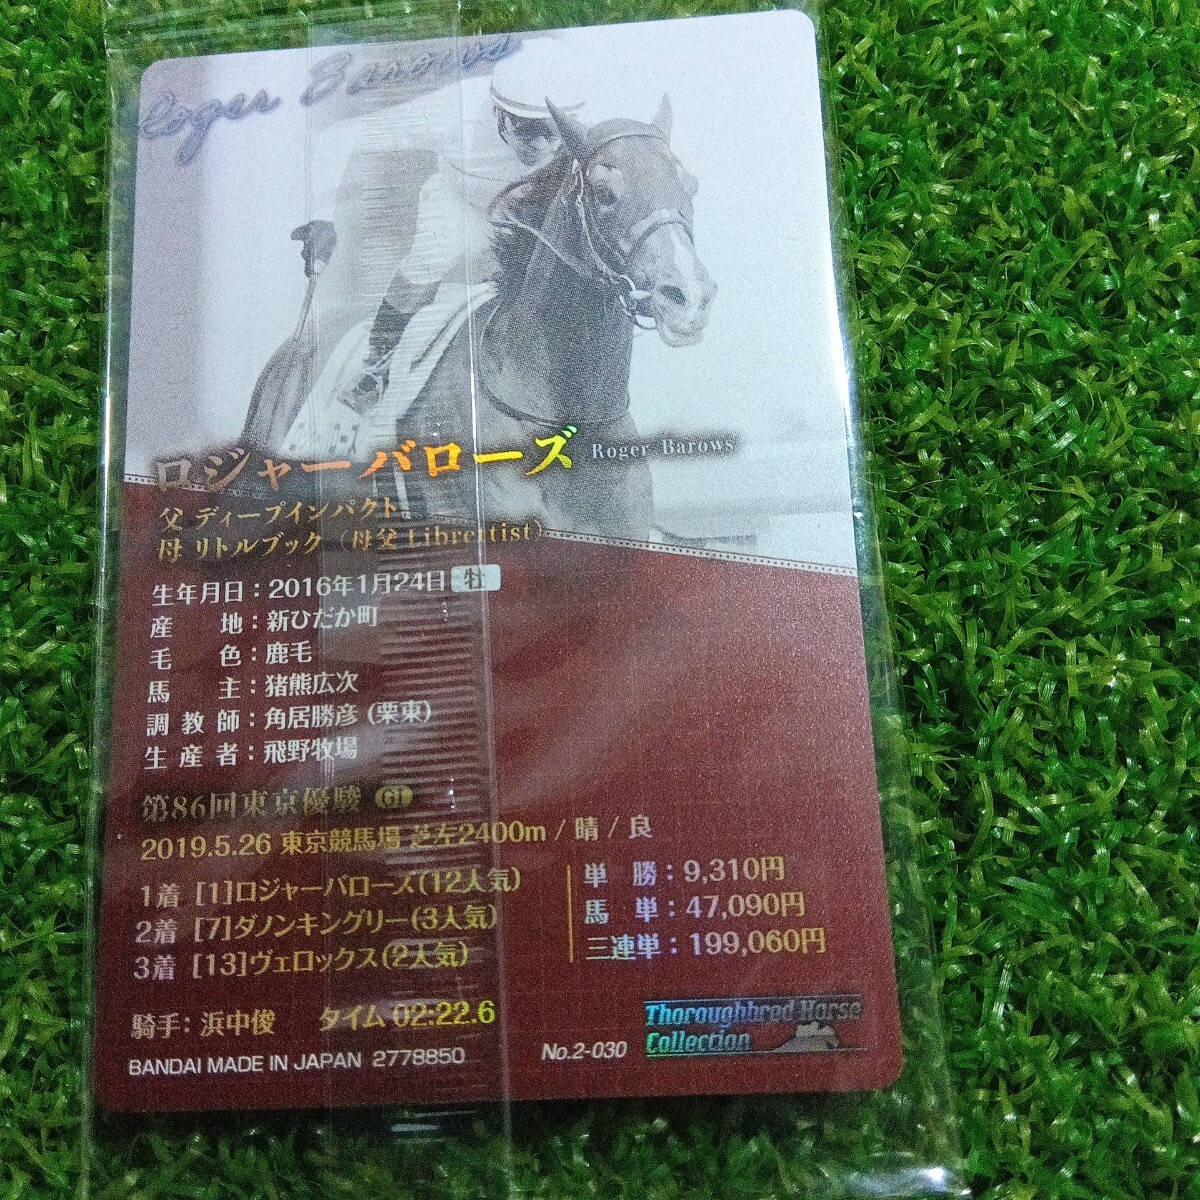 Roger Barows
ロジャーバローズ Roger Barows
父 ディープインパクト
母 リトルブック (母父 Librettist)
生年月日:2016年1月24日 牡
産地:新ひだか町
毛色:鹿毛
馬主:猪熊広次
調教師:角居勝彦 (栗東)
生産者:飛野牧場
第86回東京優駿 GI
2019.5.26 東京競馬場 芝左2400m / 晴 / 良
1着 [1]ロジャーバローズ(12人気)
2着 [7]ダノンキングリー(3人気)
3着 [13]ヴェロックス(2人気)
単勝:9,310円
馬単:47,090円
三連単:199,060円
騎手:浜中俊 タイム 02:22.6
BANDAI MADE IN JAPAN 2778850
No.2-030
Thoroughbred Horse
Collection